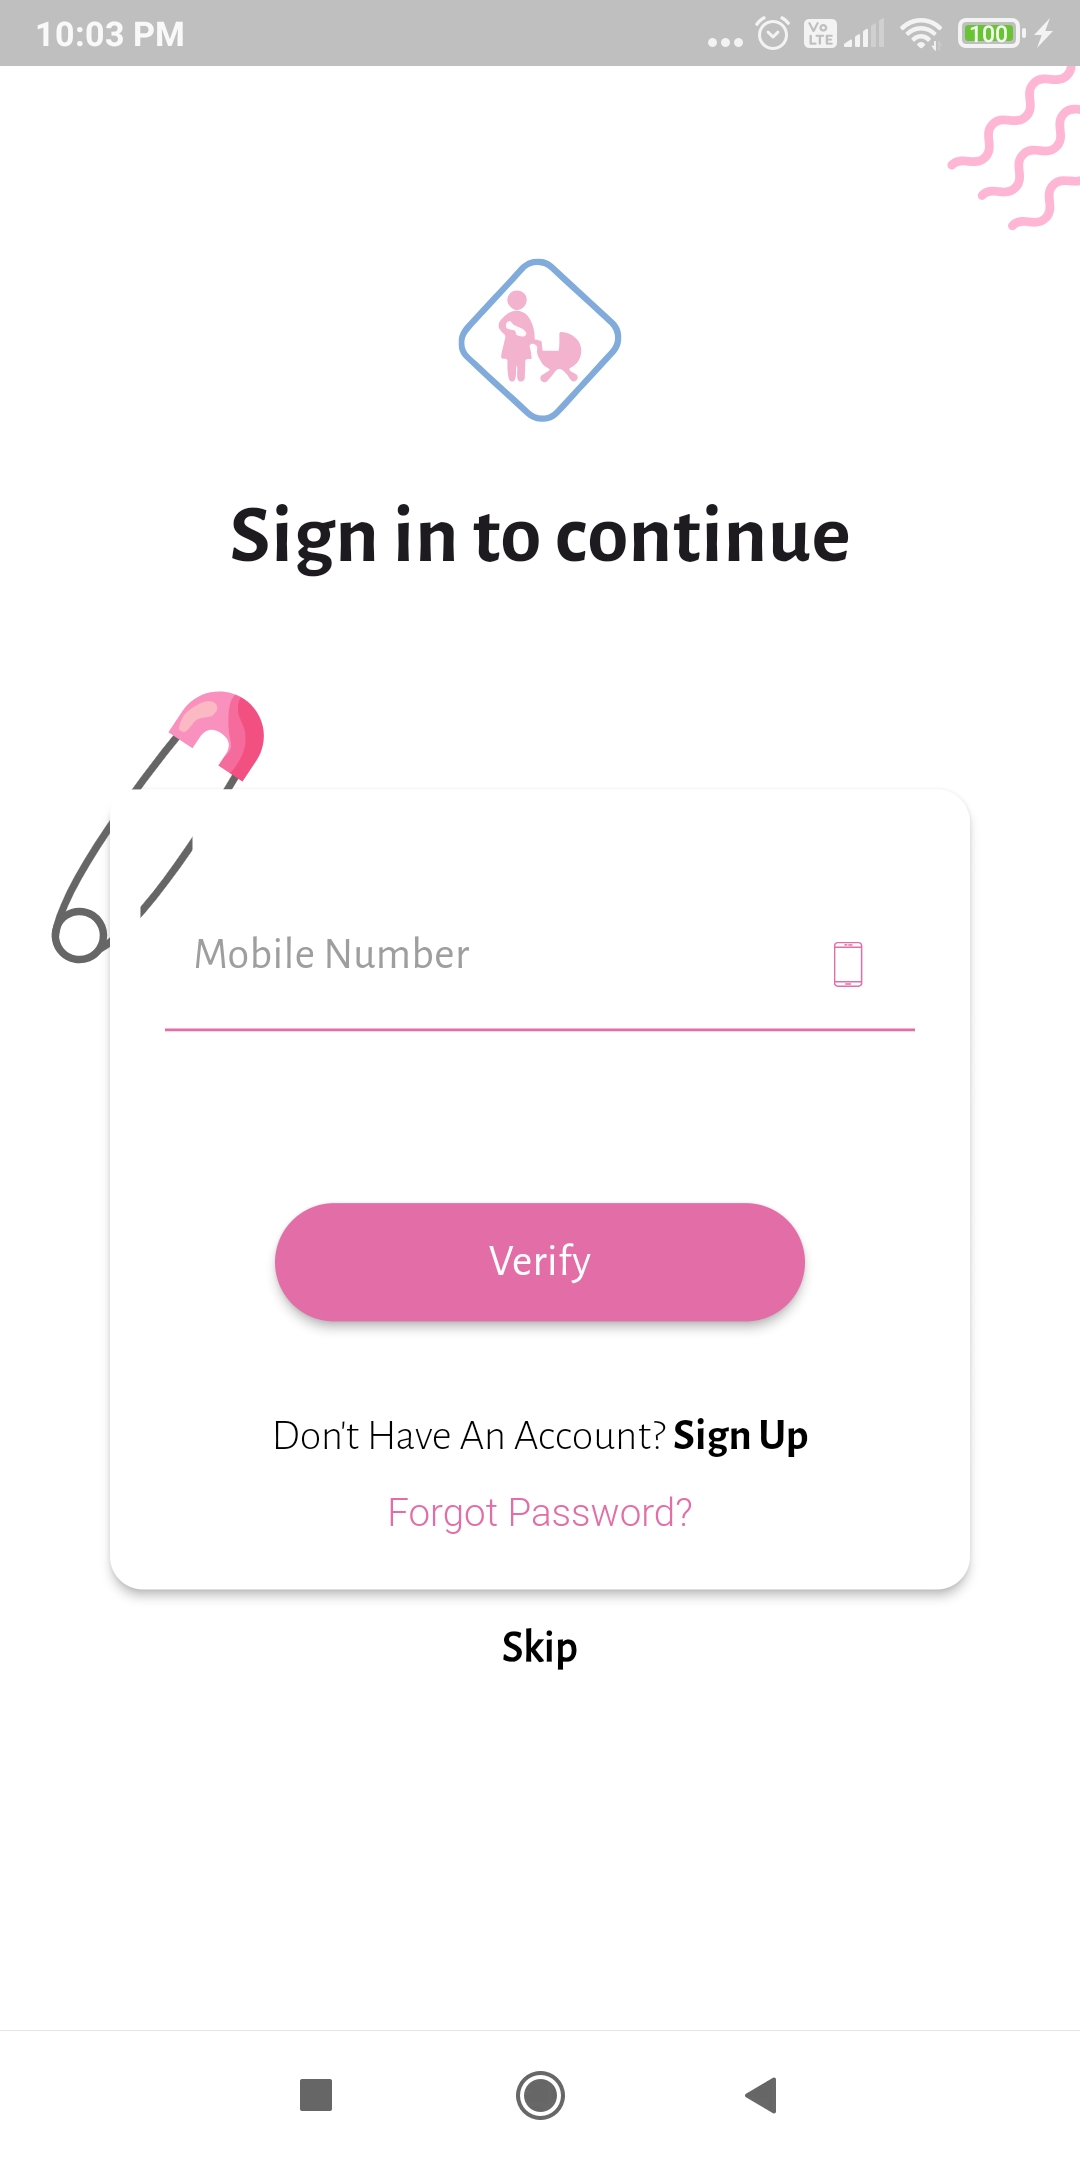 10:03 PM
Vo
LTE
100
Sign in to continue
Mobile Number
Verify
Don't Have An Account? Sign Up
Forgot Password?
Skip